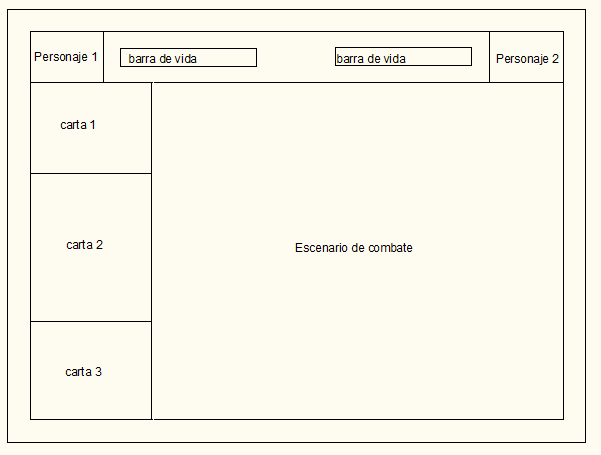 Personaje 1
barra de vida
barra de vida
Personaje 2
carta 1
carta 2
Escenario de combate
carta 3